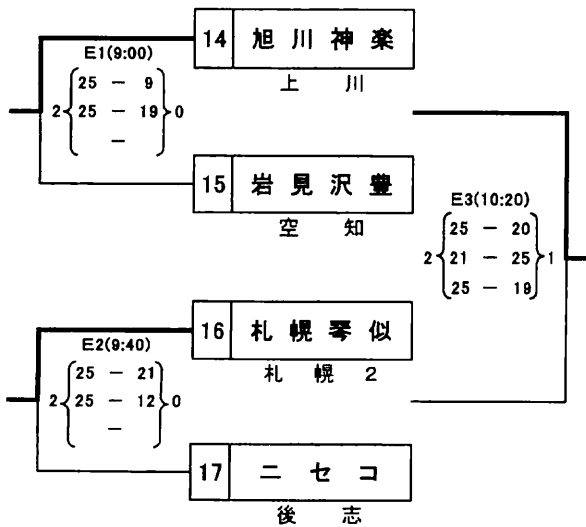 14 旭川神楽
上川
E1(9:00)
25 - 9
2 25 - 19 0
-
15 岩見沢豊
空知
E3(10:20)
25 - 20
2 21 - 25 1
25 - 19
16 札幌琴似
札幌2
E2(9:40)
25 - 21
2 25 - 12 0
-
17 ニセコ
後志